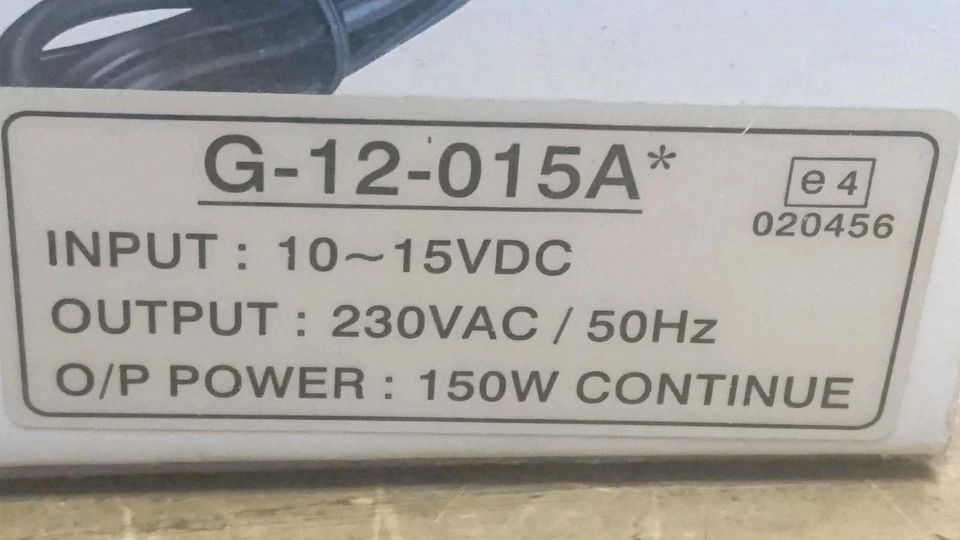 G-12-015A*
e 4
020456
INPUT : 10~15VDC
OUTPUT : 230VAC / 50Hz
O/P POWER : 150W CONTINUE